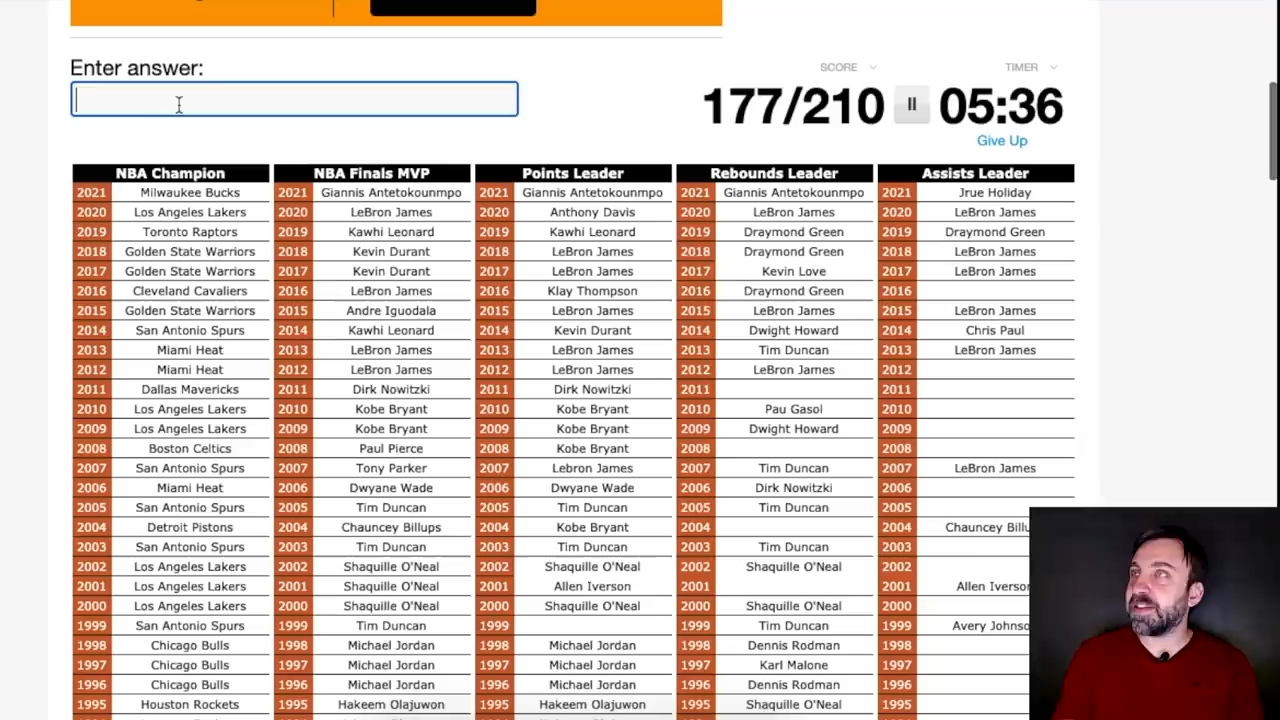 SCORE TIMER
Enter answer:
177/210 05:36
Give Up
NBA Champion NBA Finals MVP Points Leader Rebounds Leader Assists Leader
2021 Milwaukee Bucks 2021 Giannis Antetokounmpo 2021 Giannis Antetokounmpo 2021 Giannis Antetokounmpo 2021 Jrue Holiday
2020 Los Angeles Lakers 2020 LeBron James 2020 Anthony Davis 2020 LeBron James 2020 LeBron James
2019 Toronto Raptors 2019 Kawhi Leonard 2019 Kawhi Leonard 2019 Draymond Green 2019 Draymond Green
2018 Golden State Warriors 2018 Kevin Durant 2018 LeBron James 2018 Draymond Green 2018 LeBron James
2017 Golden State Warriors 2017 Kevin Durant 2017 LeBron James 2017 Kevin Love 2017 LeBron James
2016 Cleveland Cavaliers 2016 LeBron James 2016 Klay Thompson 2016 Draymond Green 2016
2015 Golden State Warriors 2015 Andre Iguodala 2015 LeBron James 2015 LeBron James 2015 LeBron James
2014 San Antonio Spurs 2014 Kawhi Leonard 2014 Kevin Durant 2014 Dwight Howard 2014 Chris Paul
2013 Miami Heat 2013 LeBron James 2013 LeBron James 2013 Tim Duncan 2013 LeBron James
2012 Miami Heat 2012 LeBron James 2012 LeBron James 2012 LeBron James 2012
2011 Dallas Mavericks 2011 Dirk Nowitzki 2011 Dirk Nowitzki 2011 2011
2010 Los Angeles Lakers 2010 Kobe Bryant 2010 Kobe Bryant 2010 Pau Gasol 2010
2009 Los Angeles Lakers 2009 Kobe Bryant 2009 Kobe Bryant 2009 Dwight Howard 2009
2008 Boston Celtics 2008 Paul Pierce 2008 Kobe Bryant 2008 2008
2007 San Antonio Spurs 2007 Tony Parker 2007 Lebron James 2007 Tim Duncan 2007 LeBron James
2006 Miami Heat 2006 Dwyane Wade 2006 Dwyane Wade 2006 Dirk Nowitzki 2006
2005 San Antonio Spurs 2005 Tim Duncan 2005 Tim Duncan 2005 Tim Duncan 2005
2004 Detroit Pistons 2004 Chauncey Billups 2004 Kobe Bryant 2004 2004 Chauncey Billu
2003 San Antonio Spurs 2003 Tim Duncan 2003 Tim Duncan 2003 Tim Duncan 2003
2002 Los Angeles Lakers 2002 Shaquille O'Neal 2002 Shaquille O'Neal 2002 Shaquille O'Neal 2002
2001 Los Angeles Lakers 2001 Shaquille O'Neal 2001 Allen Iverson 2001 2001 Allen Iverson
2000 Los Angeles Lakers 2000 Shaquille O'Neal 2000 Shaquille O'Neal 2000 Shaquille O'Neal 2000
1999 San Antonio Spurs 1999 Tim Duncan 1999 1999 Tim Duncan 1999 Avery Johnso
1998 Chicago Bulls 1998 Michael Jordan 1998 Michael Jordan 1998 Dennis Rodman 1998
1997 Chicago Bulls 1997 Michael Jordan 1997 Michael Jordan 1997 Karl Malone 1997
1996 Chicago Bulls 1996 Michael Jordan 1996 Michael Jordan 1996 Dennis Rodman 1996
1995 Houston Rockets 1995 Hakeem Olajuwon 1995 Hakeem Olajuwon 1995 Shaquille O'Neal 1995